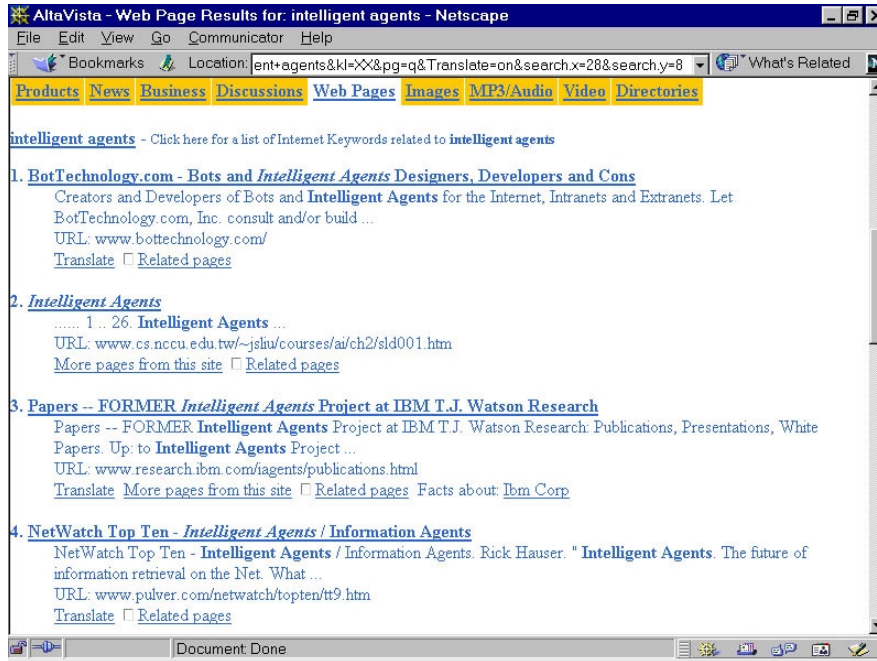 AltaVista - Web Page Results for: intelligent agents - Netscape
File Edit View Go Communicator Help
Bookmarks Location: ent+agents&kl=XX&pg=q&Translate=on&search.x=28&search.y=8 What's Related
Products News Business Discussions Web Pages Images MP3/Audio Video Directories
intelligent agents - Click here for a list of Internet Keywords related to intelligent agents
1. BotTechnology.com - Bots and Intelligent Agents Designers, Developers and Cons
Creators and Developers of Bots and Intelligent Agents for the Internet, Intranets and Extranets. Let
BotTechnology.com, Inc. consult and/or build ...
URL: www.bottechnology.com/
Translate Related pages
2. Intelligent Agents
...... 1 .. 26. Intelligent Agents ...
URL: www.cs.nccu.edu.tw/~jsliu/courses/ai/ch2/sld001.htm
More pages from this site Related pages
3. Papers -- FORMER Intelligent Agents Project at IBM T.J. Watson Research
Papers -- FORMER Intelligent Agents Project at IBM T.J. Watson Research: Publications, Presentations, White
Papers. Up: to Intelligent Agents Project ...
URL: www.research.ibm.com/iagents/publications.html
Translate More pages from this site Related pages Facts about: Ibm Corp
4. NetWatch Top Ten - Intelligent Agents / Information Agents
NetWatch Top Ten - Intelligent Agents / Information Agents. Rick Hauser. " Intelligent Agents. The future of
information retrieval on the Net. What ...
URL: www.pulver.com/netwatch/topten/tt9.htm
Translate Related pages
Document: Done